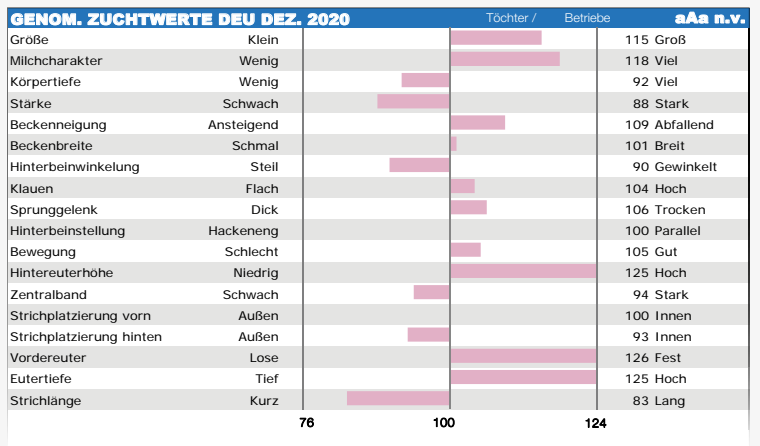 GENOM. ZUCHTWERTE DEU DEZ. 2020 Töchter / Betriebe aAa n.v.
Größe Klein 115 Groß
Milchcharakter Wenig 118 Viel
Körpertiefe Wenig 92 Viel
Stärke Schwach 88 Stark
Beckenneigung Ansteigend 109 Abfallend
Beckenbreite Schmal 101 Breit
Hinterbeinwinkelung Steil 90 Gewinkelt
Klauen Flach 104 Hoch
Sprunggelenk Dick 106 Trocken
Hinterbeinstellung Hackeneng 100 Parallel
Bewegung Schlecht 105 Gut
Hintereuterhöhe Niedrig 125 Hoch
Zentralband Schwach 94 Stark
Strichplatzierung vorn Außen 100 Innen
Strichplatzierung hinten Außen 93 Innen
Vordereuter Lose 126 Fest
Eutertiefe Tief 125 Hoch
Strichlänge Kurz 83 Lang
76 100 124